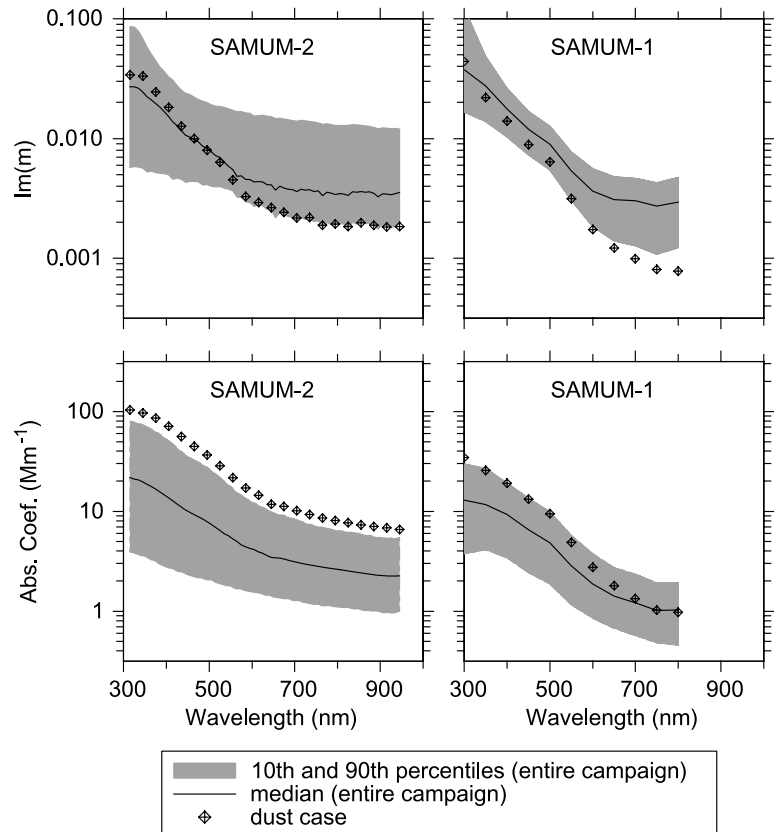 SAMUM-2
SAMUM-1
0.100
0.010
0.001
Im(m)
SAMUM-2
SAMUM-1
100
10
1
Abs. Coef. (Mm⁻¹)
300 500 700 900
300 500 700 900
Wavelength (nm)
Wavelength (nm)
10th and 90th percentiles (entire campaign)
median (entire campaign)
dust case